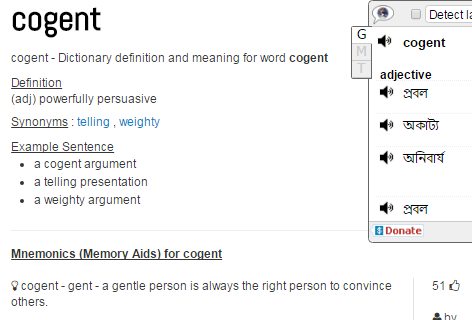 cogent
cogent - Dictionary definition and meaning for word cogent
Definition
(adj) powerfully persuasive
Synonyms : telling , weighty
Example Sentence
a cogent argument
a telling presentation
a weighty argument
Mnemonics (Memory Aids) for cogent
cogent - gent - a gentle person is always the right person to convince
others.
51
by
Detect la
G
M
T
cogent
adjective
প্রবল
অকাট্য
অনিবার্য
প্রবল
Donate